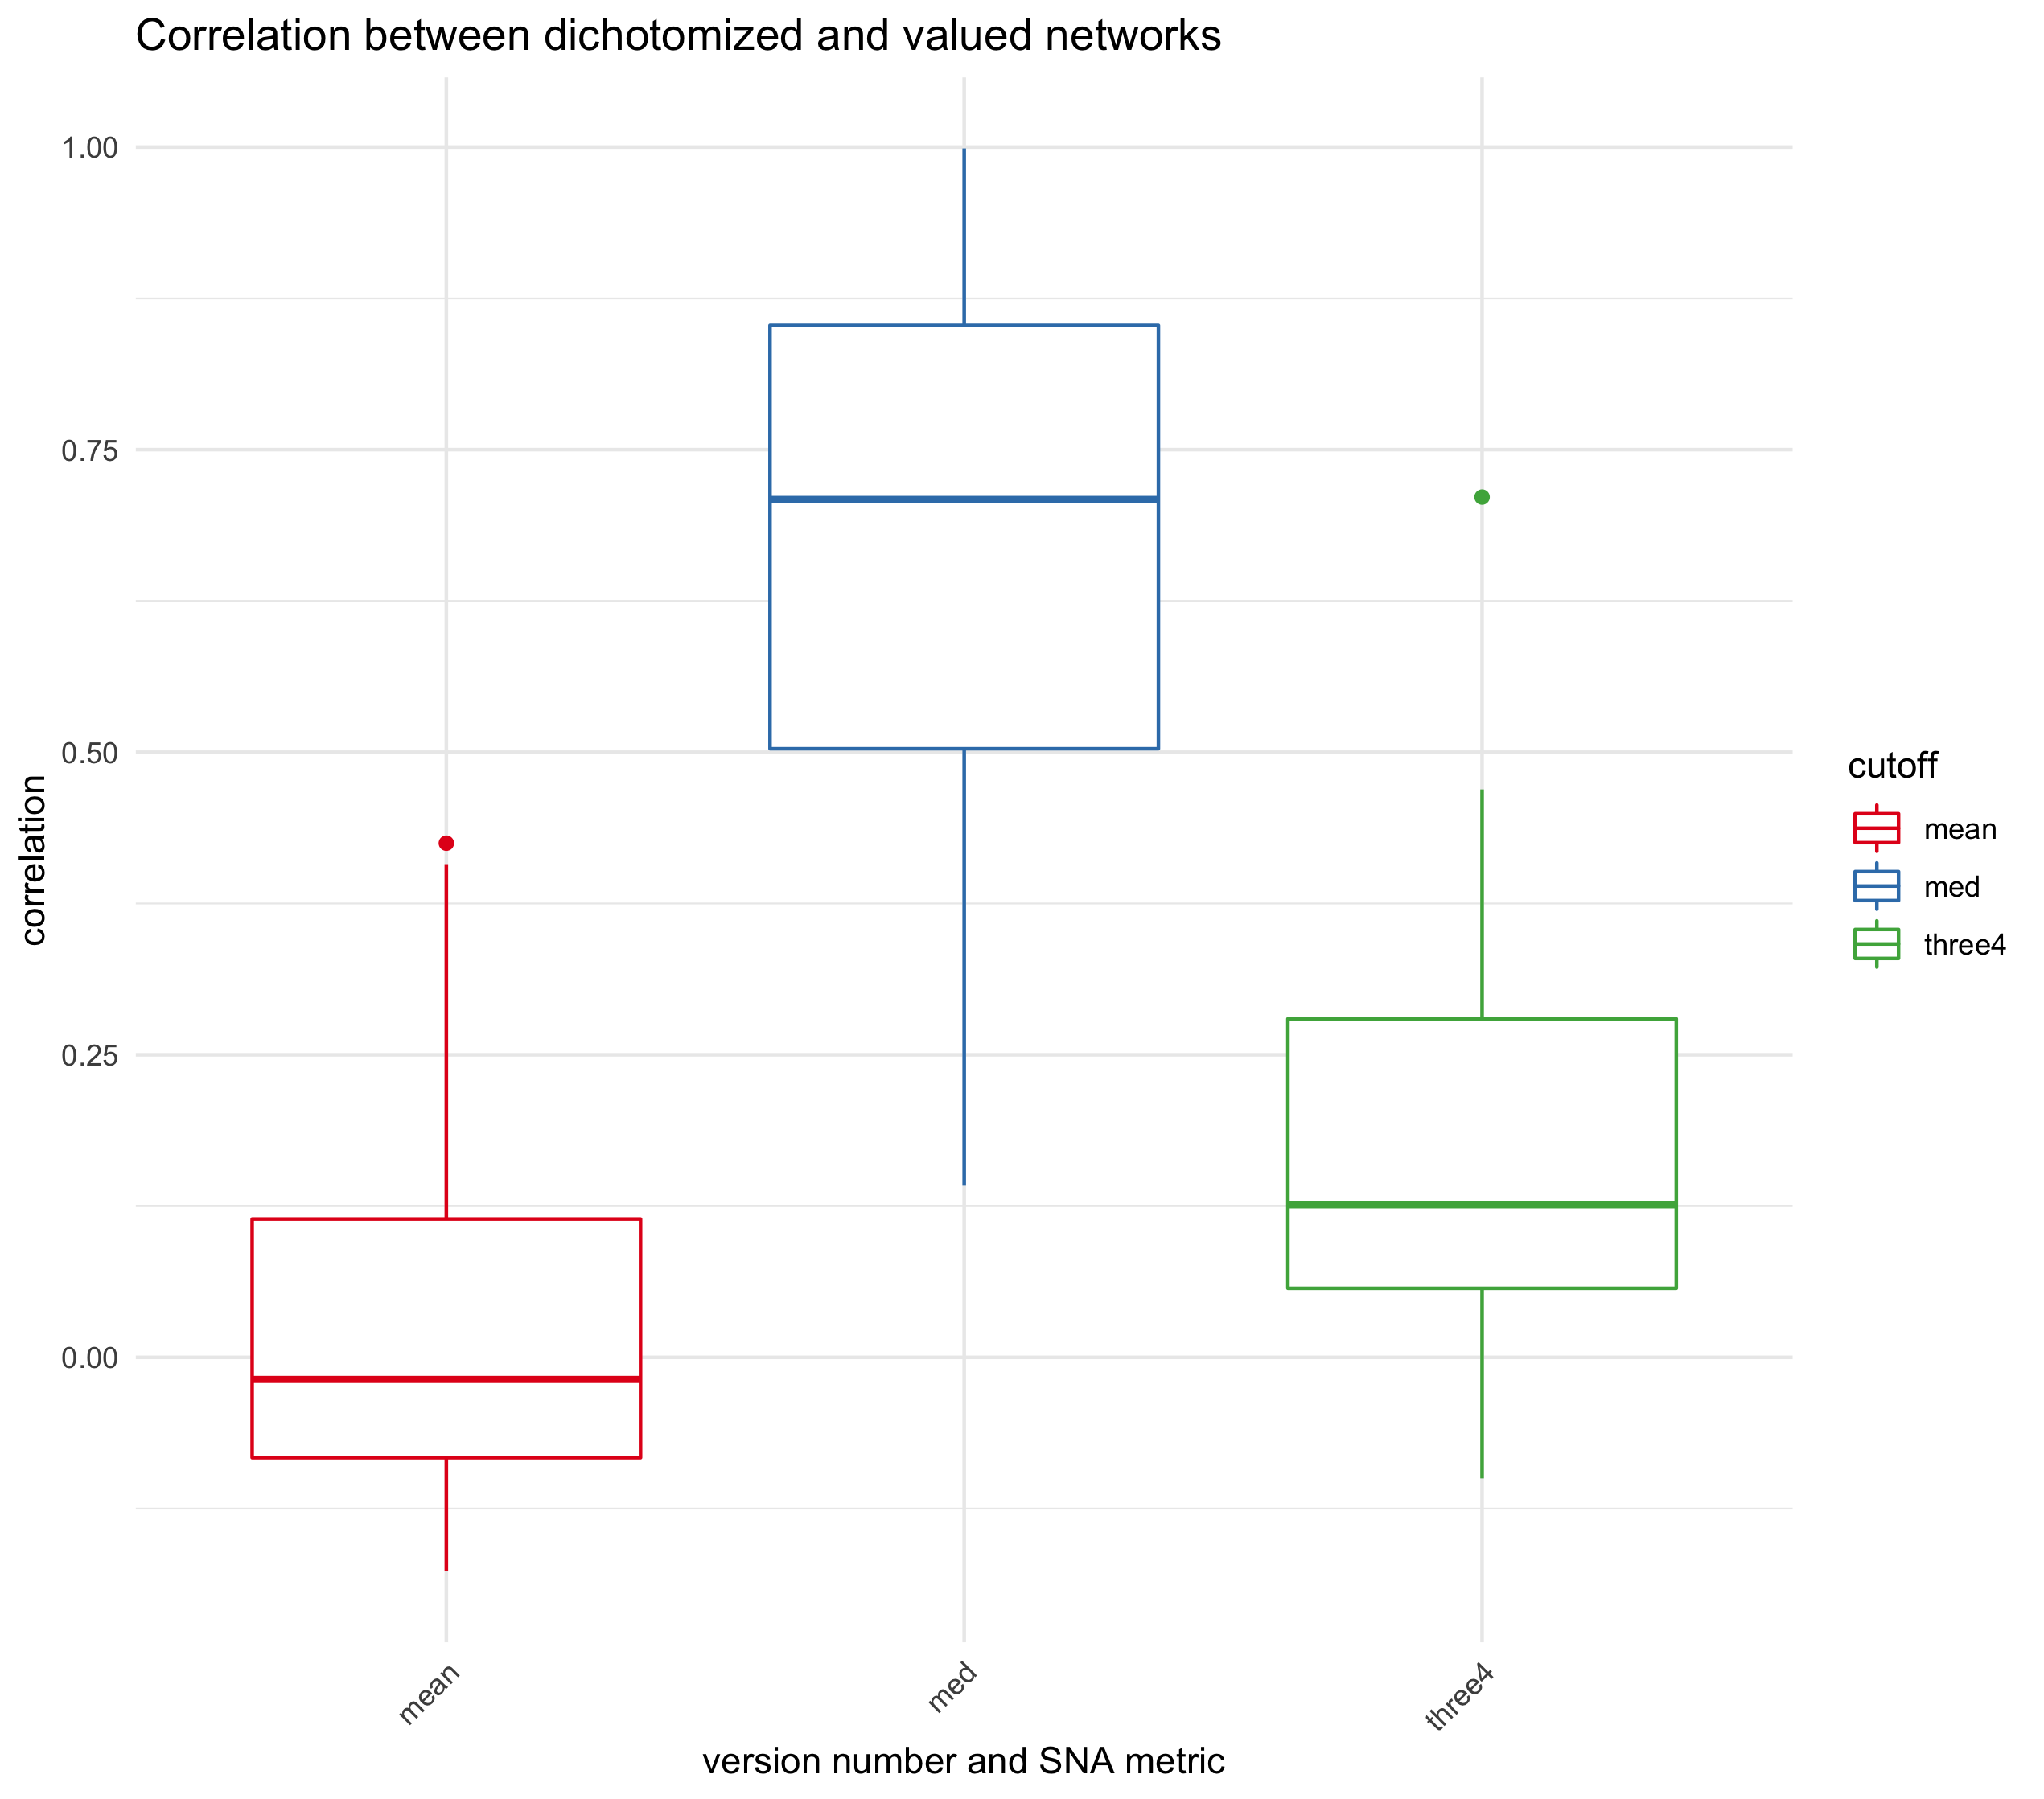 Correlation between dichotomized and valued networks
1.00
0.75
0.50
0.25
0.00
correlation
mean
med
three4
version number and SNA metric
cutoff
mean
med
three4